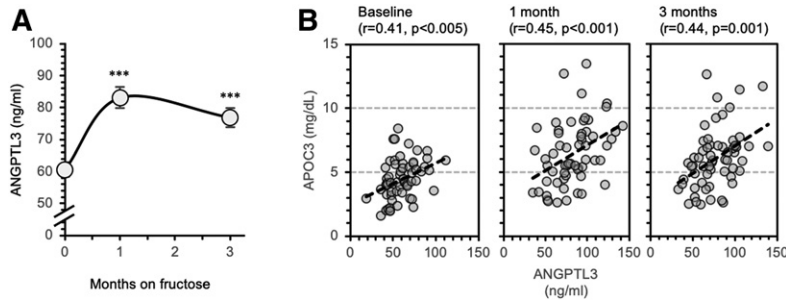 A
100
90
80
70
60
50
0
ANGPTL3 (ng/ml)
***
***
0 1 2 2 3
Months on fructose
B
Baseline
(r=0.41, p<0.005)
1 month
(r=0.45, p<0.001)
3 months
(r=0.44, p=0.001)
15
10
5
0
APOC3 (mg/dL)
0 50 100 150
0 50 100 150
0 50 100 150
ANGPTL3
(ng/ml)